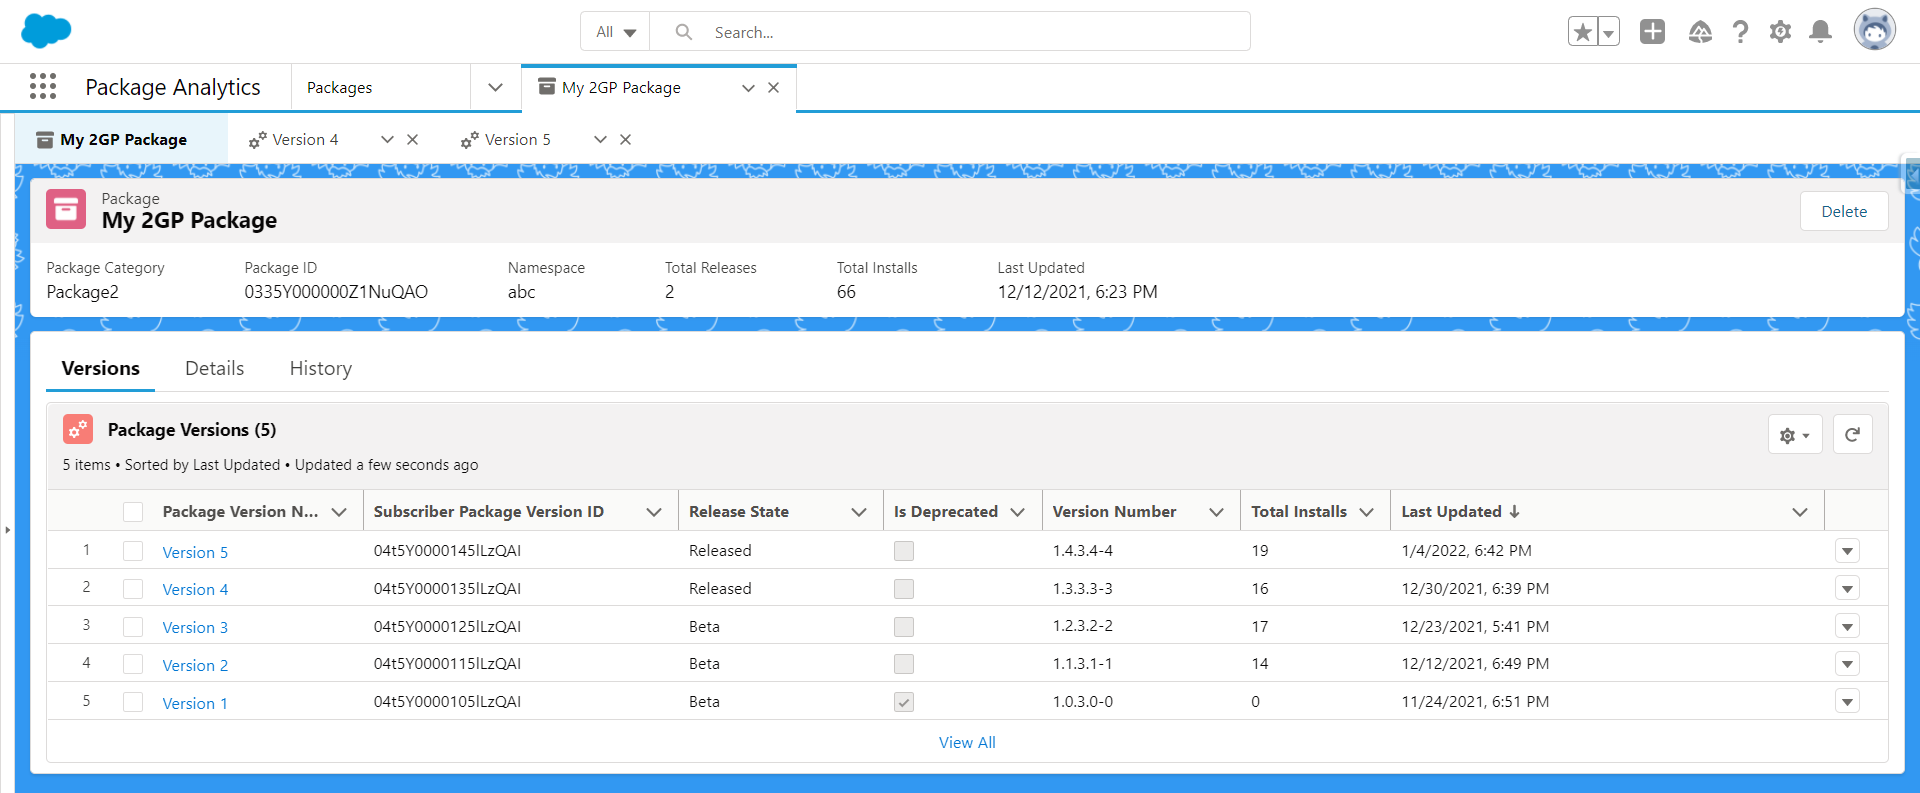 All
Search...
Package Analytics
Packages
My 2GP Package
My 2GP Package
Version 4
Version 5
Package
My 2GP Package
Delete
Package Category Package ID Namespace Total Releases Total Installs Last Updated
Package2 0335Y000000Z1NuQAO abc 2 66 12/12/2021, 6:23 PM
Versions Details History
Package Versions (5)
5 items • Sorted by Last Updated • Updated a few seconds ago
Package Version N... Subscriber Package Version ID Release State Is Deprecated Version Number Total Installs Last Updated
1 Version 5 04t5Y0000145lLzQAI Released 1.4.3.4-4 19 1/4/2022, 6:42 PM
2 Version 4 04t5Y0000135lLzQAI Released 1.3.3.3-3 16 12/30/2021, 6:39 PM
3 Version 3 04t5Y0000125lLzQAI Beta 1.2.3.2-2 17 12/23/2021, 5:41 PM
4 Version 2 04t5Y0000115lLzQAI Beta 1.1.3.1-1 14 12/12/2021, 6:49 PM
5 Version 1 04t5Y0000105lLzQAI Beta 1.0.3.0-0 0 11/24/2021, 6:51 PM
View All